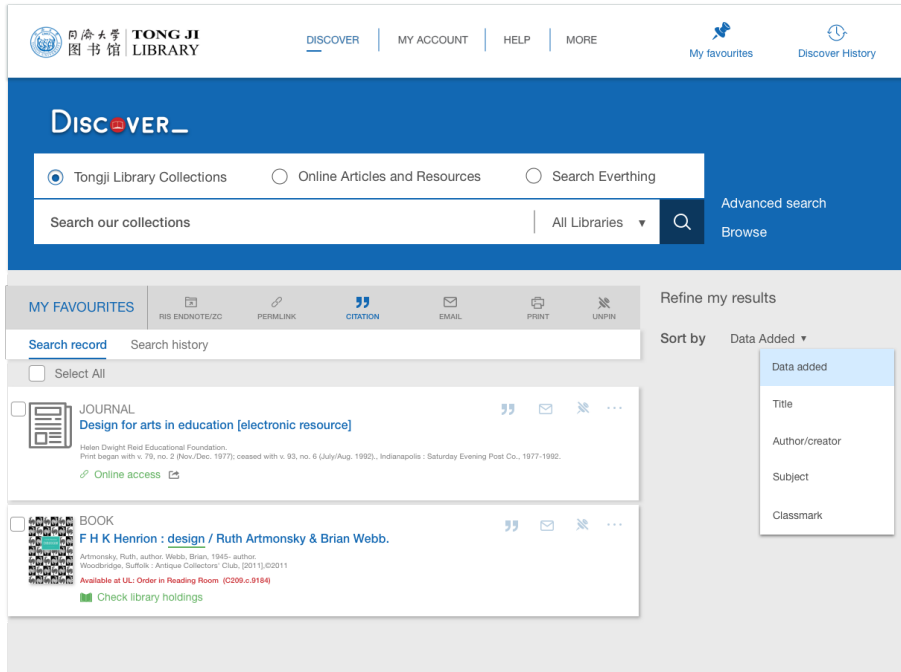 同济大学 TONG JI
图书馆 LIBRARY
DISCOVER MY ACCOUNT HELP MORE
My favourites Discover History
DISCOVER_
Tongji Library Collections Online Articles and Resources Search Everthing
Search our collections All Libraries
Advanced search
Browse
MY FAVOURITES RIS ENDNOTE/ZC PERMLINK CITATION EMAIL PRINT UNPIN
Refine my results
Search record Search history
Sort by Data Added
Select All
Data added
Title
Author/creator
Subject
Classmark
JOURNAL
Design for arts in education [electronic resource]
Helen Dwight Reid Educational Foundation.
Print began with v. 79, no. 2 (Nov./Dec. 1977); ceased with v. 93, no. 6 (July/Aug. 1992)., Indianapolis : Saturday Evening Post Co., 1977-1992.
Online access
BOOK
F H K Henrion : design / Ruth Artmonsky & Brian Webb.
Artmonsky, Ruth, author. Webb, Brian, 1945- author.
Woodbridge, Suffolk : Antique Collectors' Club, [2011],©2011
Available at UL: Order in Reading Room (C209.c.9184)
Check library holdings